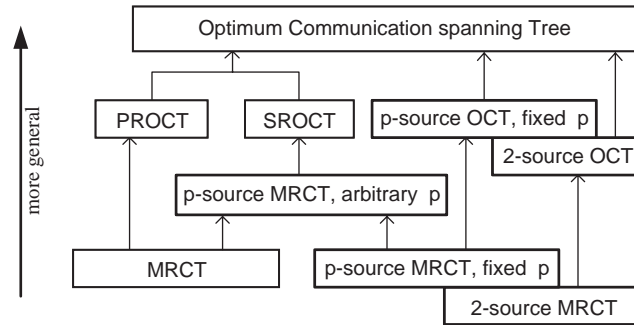 Optimum Communication spanning Tree
more general
PROCT
SROCT
p-source OCT, fixed p
2-source OCT
p-source MRCT, arbitrary p
MRCT
p-source MRCT, fixed p
2-source MRCT